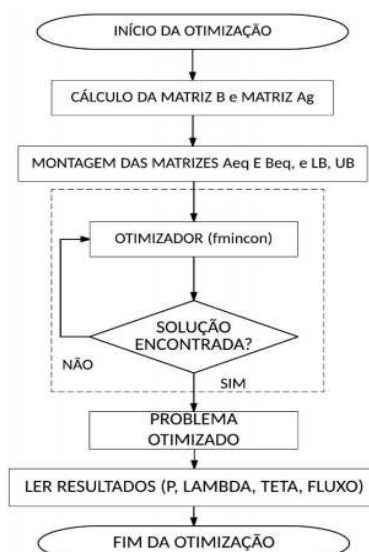 INÍCIO DA OTIMIZAÇÃO
CÁLCULO DA MATRIZ B e MATRIZ Ag
MONTAGEM DAS MATRIZES Aeq E Beq, e LB, UB
OTIMIZADOR (fmincon)
SOLUÇÃO
ENCONTRADA?
NÃO
SIM
PROBLEMA
OTIMIZADO
LER RESULTADOS (P, LAMBDA, TETA, FLUXO)
FIM DA OTIMIZAÇÃO